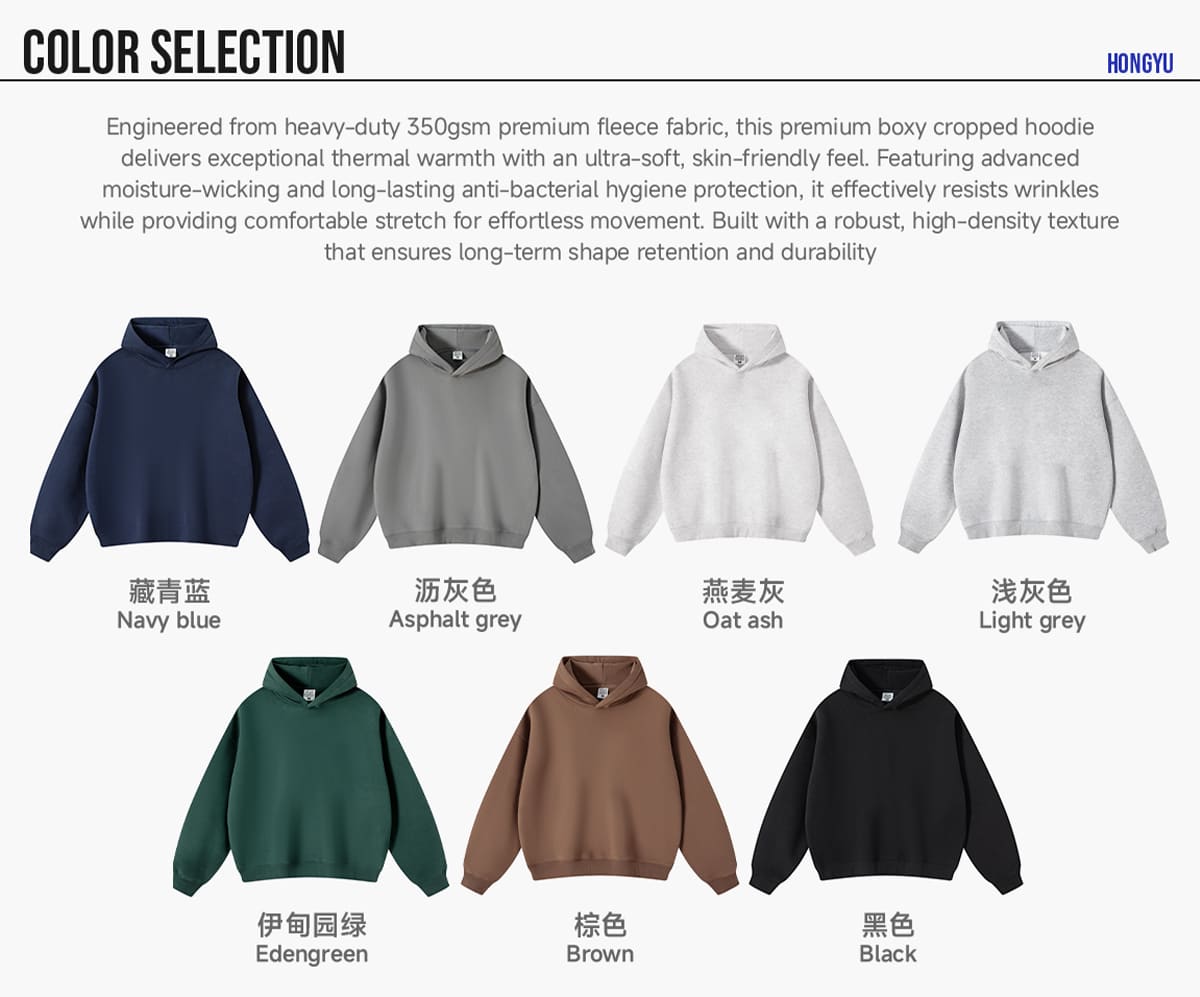 COLOR SELECTION
HONGYU
Engineered from heavy-duty 350gsm premium fleece fabric, this premium boxy cropped hoodie
delivers exceptional thermal warmth with an ultra-soft, skin-friendly feel. Featuring advanced
moisture-wicking and long-lasting anti-bacterial hygiene protection, it effectively resists wrinkles
while providing comfortable stretch for effortless movement. Built with a robust, high-density texture
that ensures long-term shape retention and durability
藏青蓝
Navy blue
沥灰色
Asphalt grey
燕麦灰
Oat ash
浅灰色
Light grey
伊甸园绿
Edengreen
棕色
Brown
黑色
Black